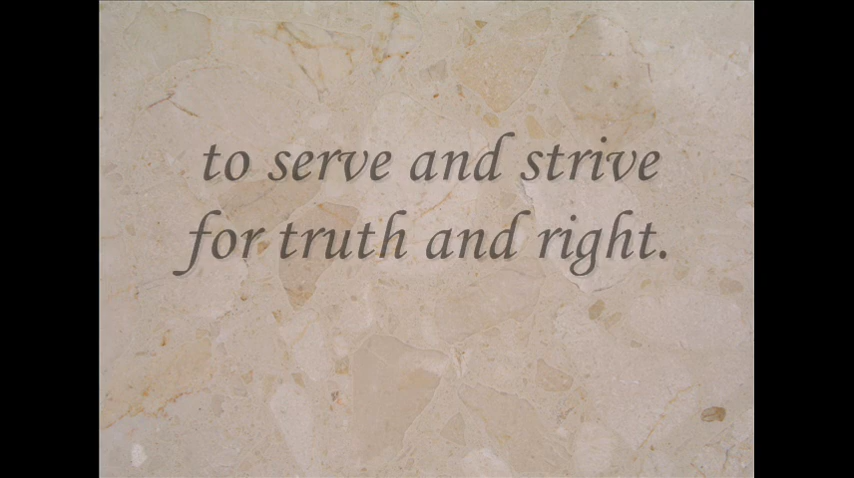 to serve and strive
for truth and right.